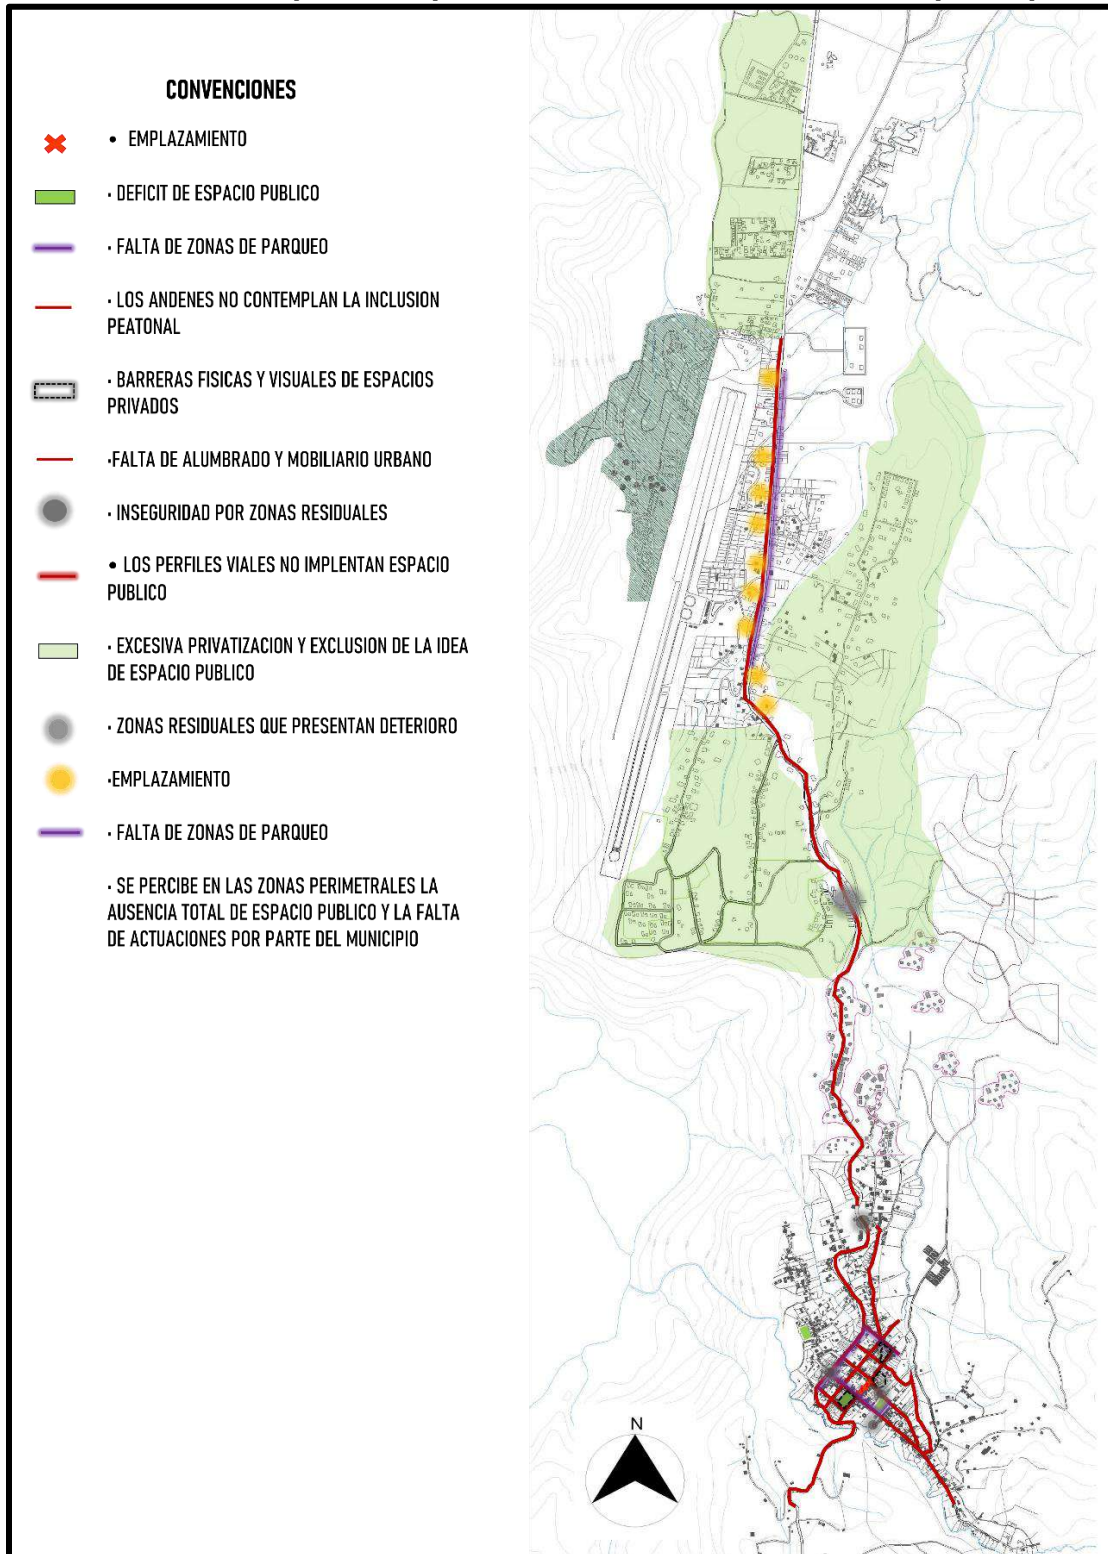 CONVENCIONES
• EMPLAZAMIENTO
· DEFICIT DE ESPACIO PUBLICO
· FALTA DE ZONAS DE PARQUEO
· LOS ANDENES NO CONTEMPLAN LA INCLUSION
PEATONAL
· BARRERAS FISICAS Y VISUALES DE ESPACIOS
PRIVADOS
·FALTA DE ALUMBRADO Y MOBILIARIO URBANO
· INSEGURIDAD POR ZONAS RESIDUALES
• LOS PERFILES VIALES NO IMPLENTAN ESPACIO
PUBLICO
· EXCESIVA PRIVATIZACION Y EXCLUSION DE LA IDEA
DE ESPACIO PUBLICO
· ZONAS RESIDUALES QUE PRESENTAN DETERIORO
·EMPLAZAMIENTO
· FALTA DE ZONAS DE PARQUEO
· SE PERCIBE EN LAS ZONAS PERIMETRALES LA
AUSENCIA TOTAL DE ESPACIO PUBLICO Y LA FALTA
DE ACTUACIONES POR PARTE DEL MUNICIPIO
N